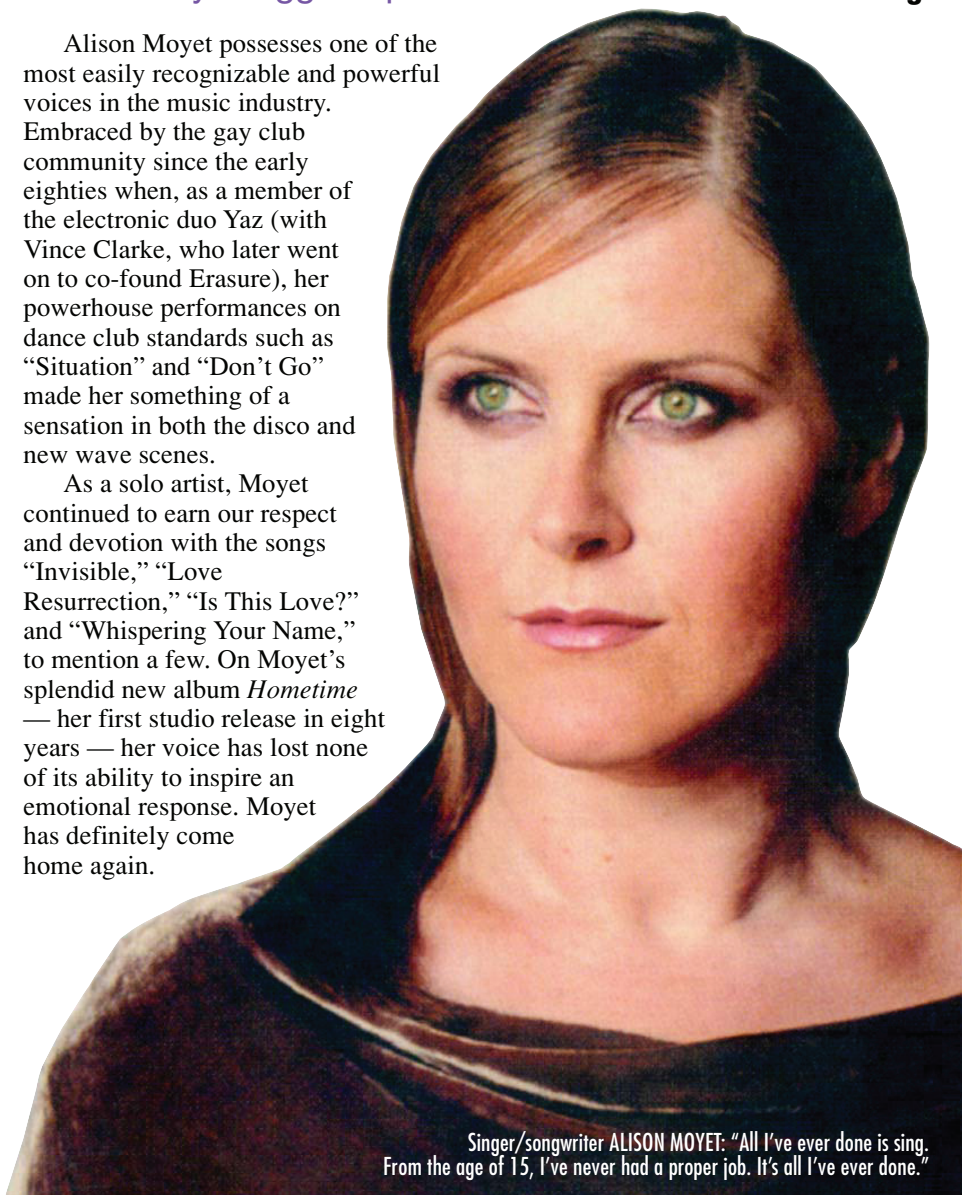 Alison Moyet possesses one of the
most easily recognizable and powerful
voices in the music industry.
Embraced by the gay club
community since the early
eighties when, as a member of
the electronic duo Yaz (with
Vince Clarke, who later went
on to co-found Erasure), her
powerhouse performances on
dance club standards such as
“Situation” and “Don’t Go”
made her something of a
sensation in both the disco and
new wave scenes.
As a solo artist, Moyet
continued to earn our respect
and devotion with the songs
“Invisible,” “Love
Resurrection,” “Is This Love?”
and “Whispering Your Name,”
to mention a few. On Moyet’s
splendid new album Hometime
— her first studio release in eight
years — her voice has lost none
of its ability to inspire an
emotional response. Moyet
has definitely come
home again.
Singer/songwriter ALISON MOYET: “All I’ve ever done is sing.
From the age of 15, I’ve never had a proper job. It’s all I’ve ever done.”